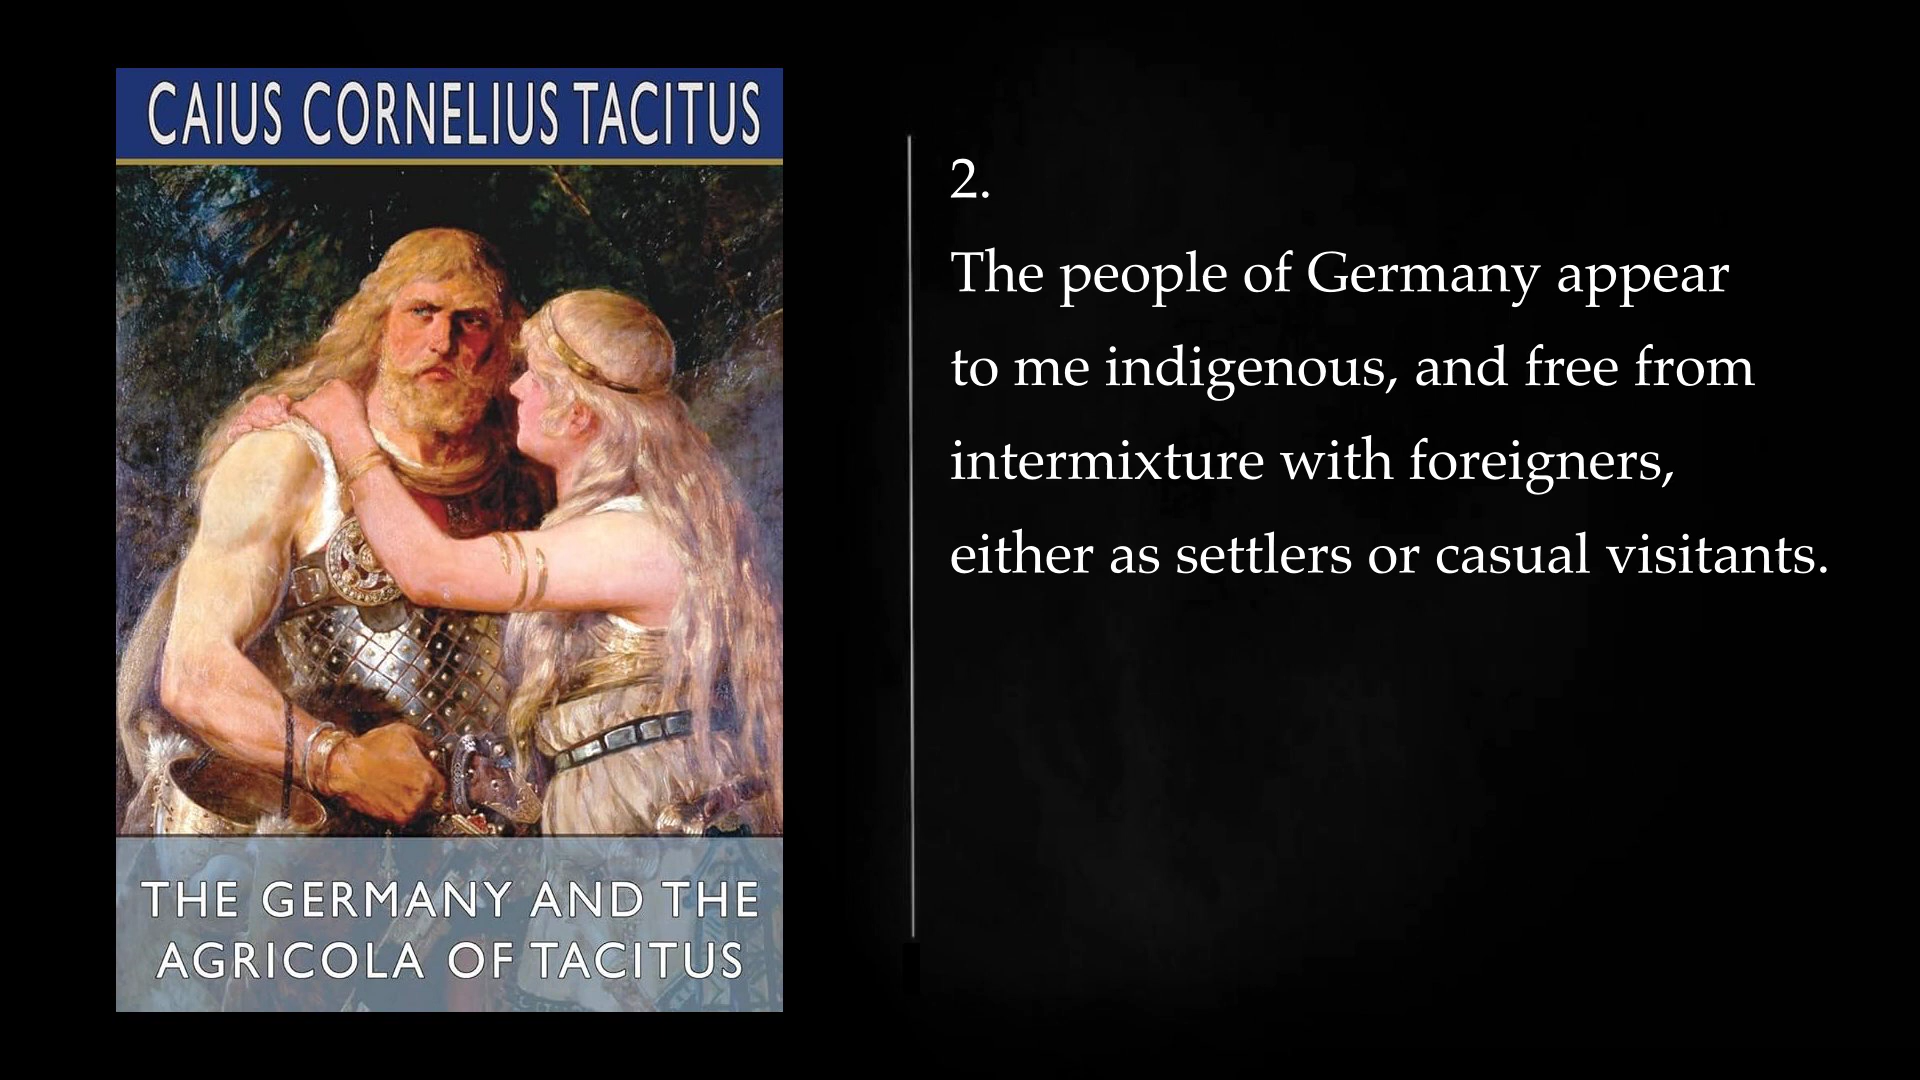 CAIUS CORNELIUS TACITUS
THE GERMANY AND THE
AGRICOLA OF TACITUS
2.
The people of Germany appear
to me indigenous, and free from
intermixture with foreigners,
either as settlers or casual visitants.